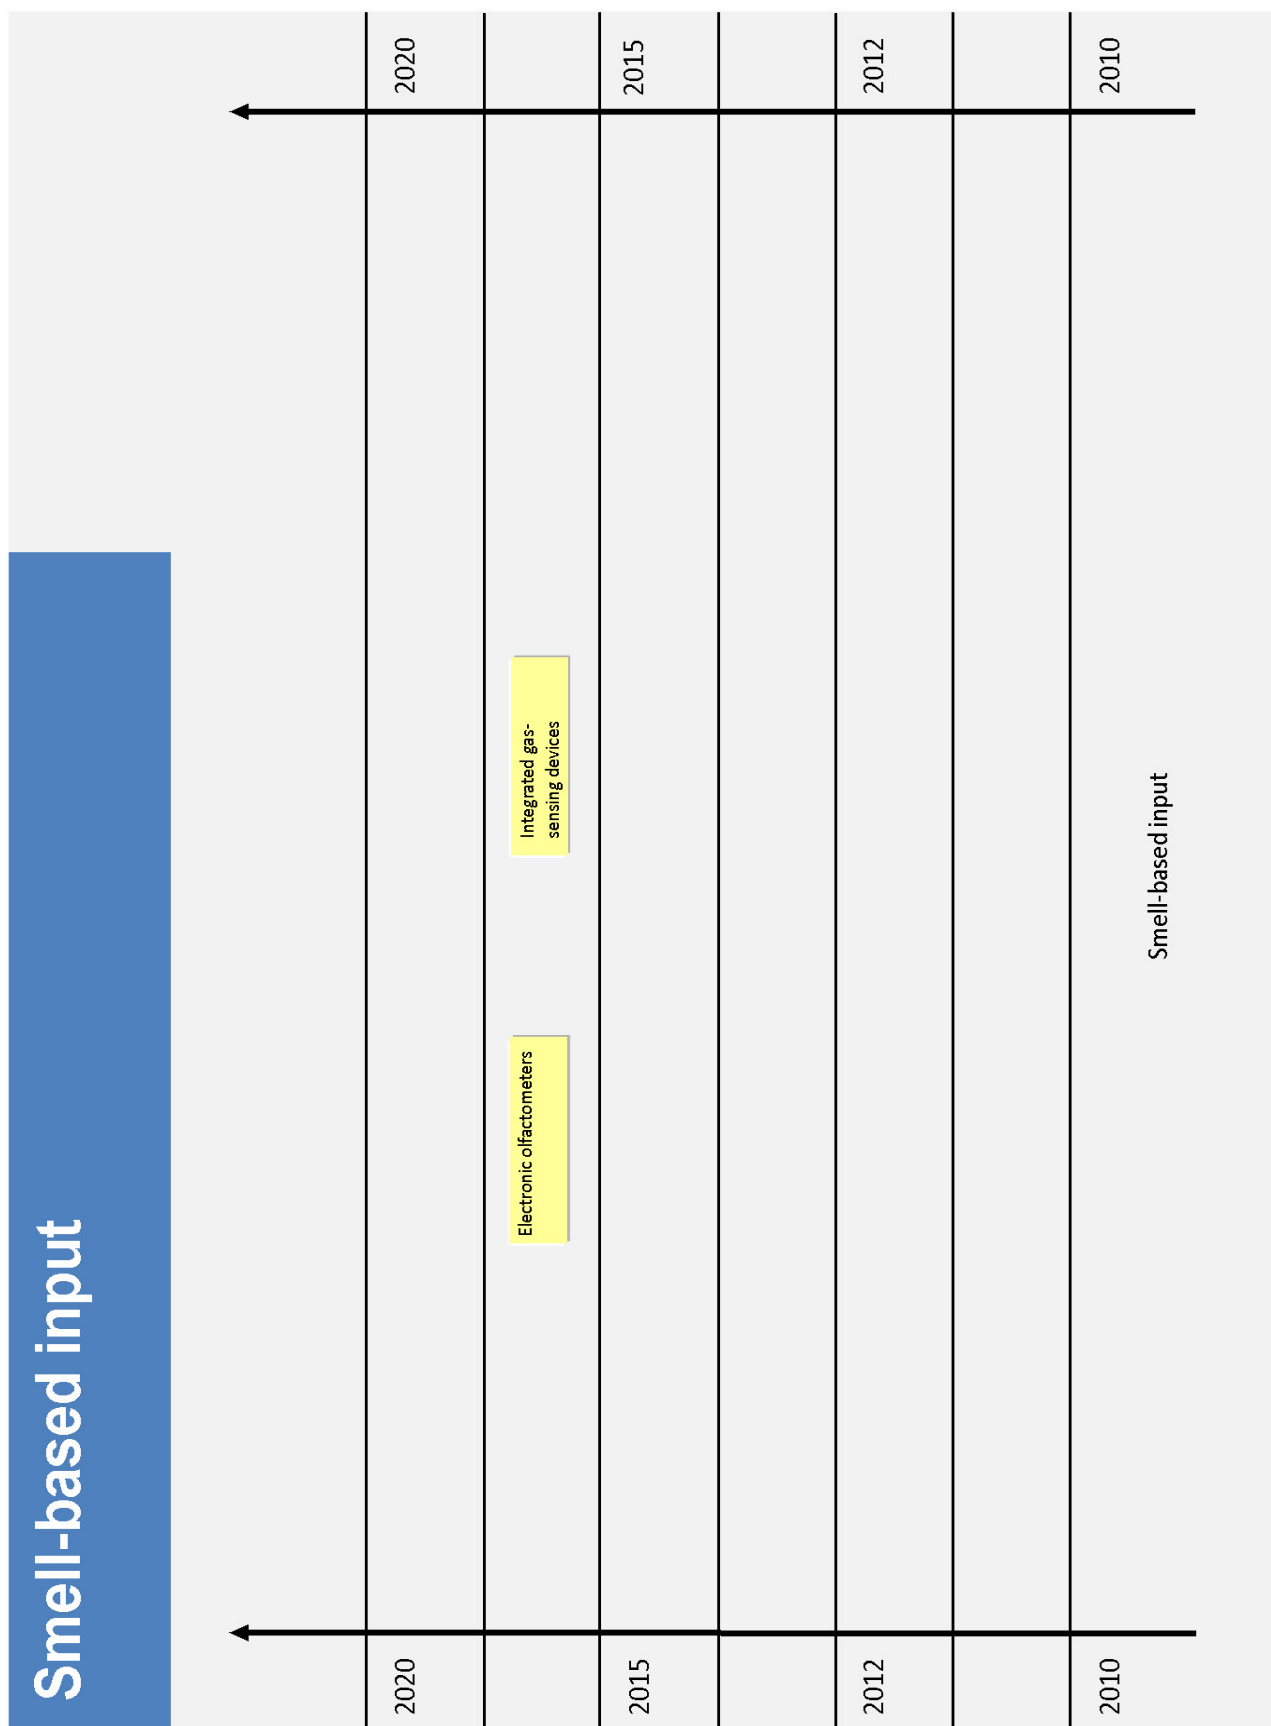 Smell-based input
2020
2020
Electronic olfactometers
Integrated gas-
sensing devices
2015
2015
2012
2012
2010
2010
Smell-based input